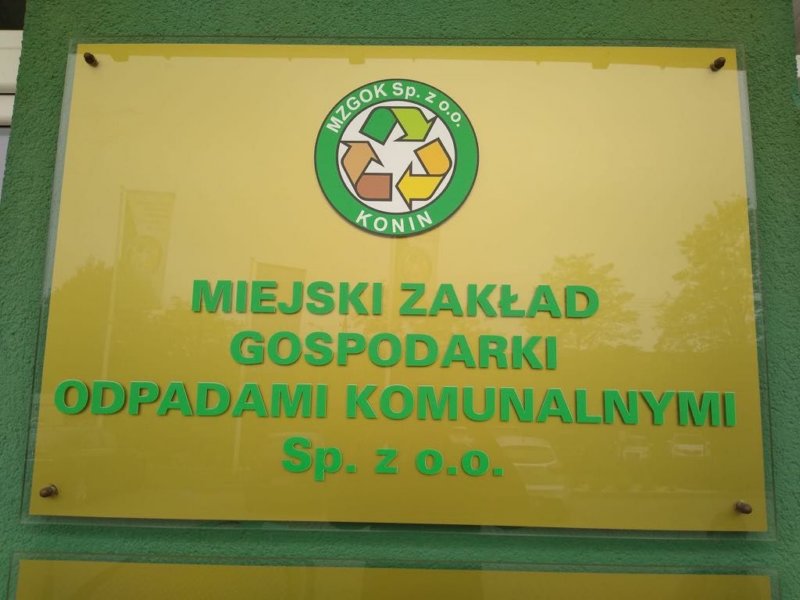 MZGOK Sp. z o.o.
KONIN
MIEJSKI ZAKŁAD
GOSPODARKI
ODPADAMI KOMUNALNYMI
Sp. z o.o.